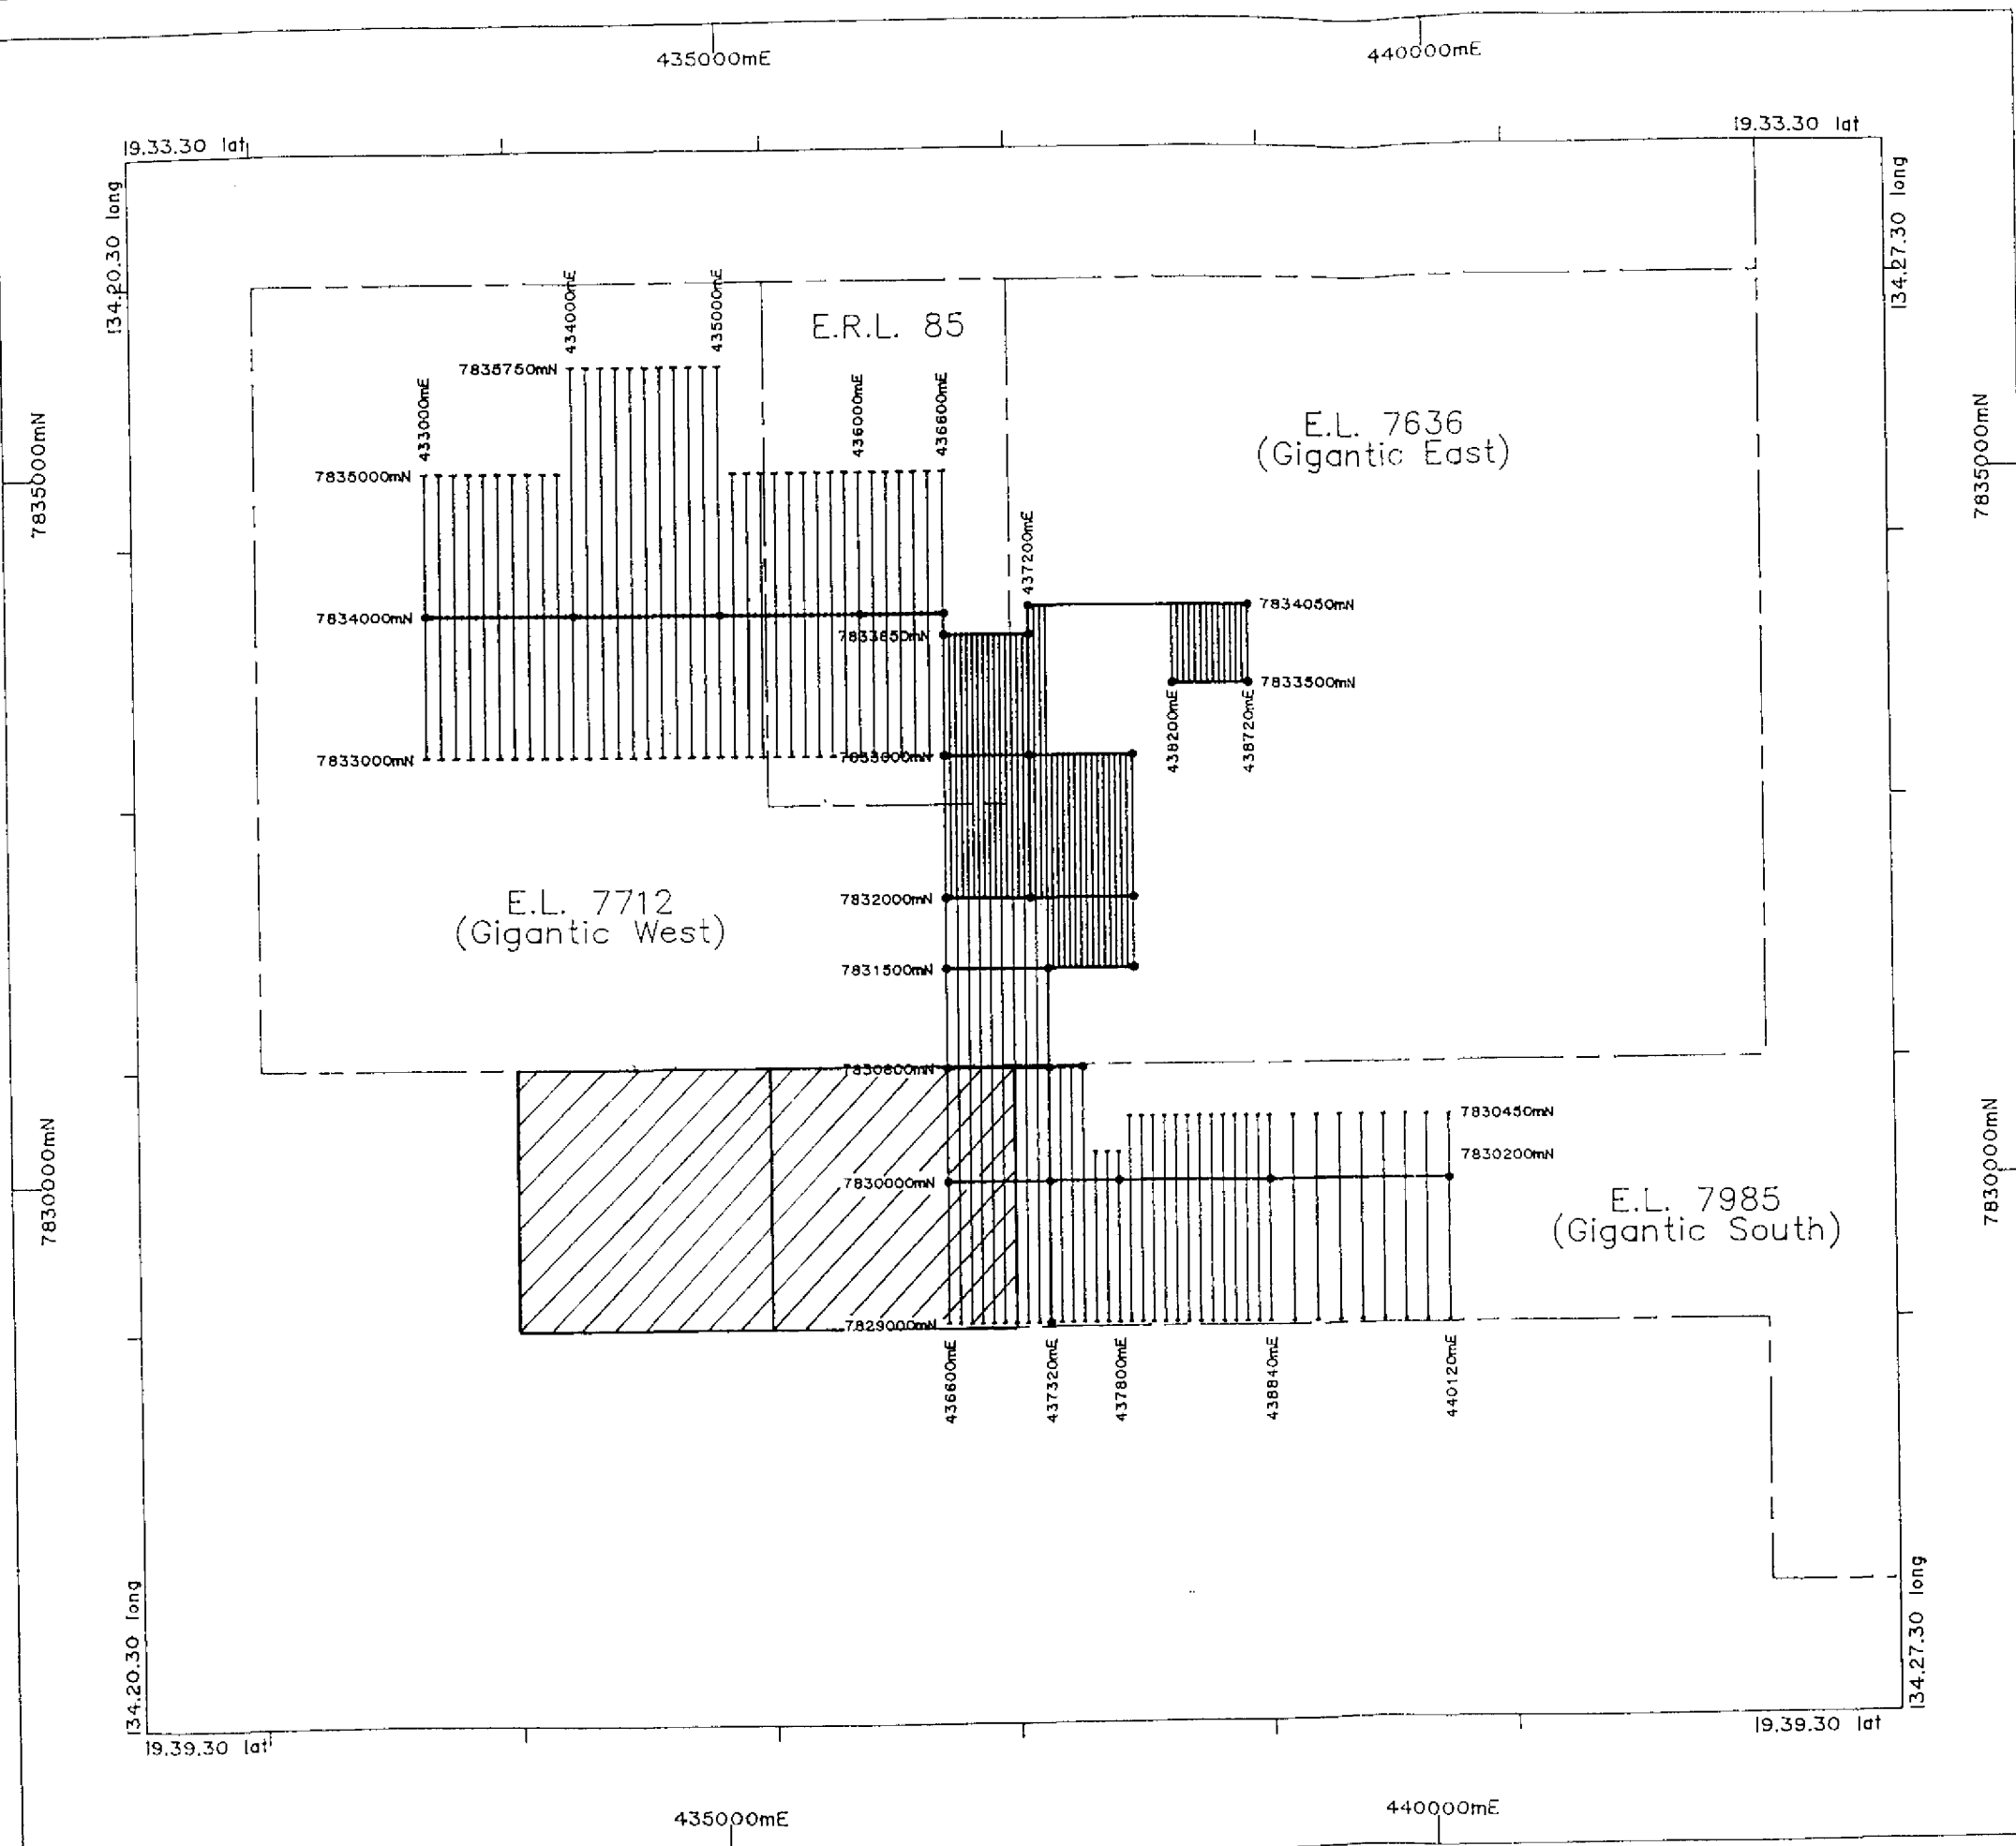 435000mE
440000mE
19.33.30 lat
19.33.30 lat
134.20.30 long
134.27.30 long
434000mE
435000mE
E.R.L. 85
7835750mN
433000mE
436000mE
436600mE
E.L. 7636
(Gigantic East)
7835000mN
7835000mN
7835000mN
437200mE
7834050mN
7834000mN
7833850mN
7833500mN
438200mE
438720mE
7833000mN
7833000mN
E.L. 7712
(Gigantic West)
7832000mN
7831500mN
7830800mN
7830450mN
7830200mN
7830000mN
7830000mN
7830000mN
E.L. 7985
(Gigantic South)
7829000mN
436600mE
437320mE
437800mE
438840mE
440120mE
134.20.30 long
134.27.30 long
19.39.30 lat
19.39.30 lat
435000mE
440000mE